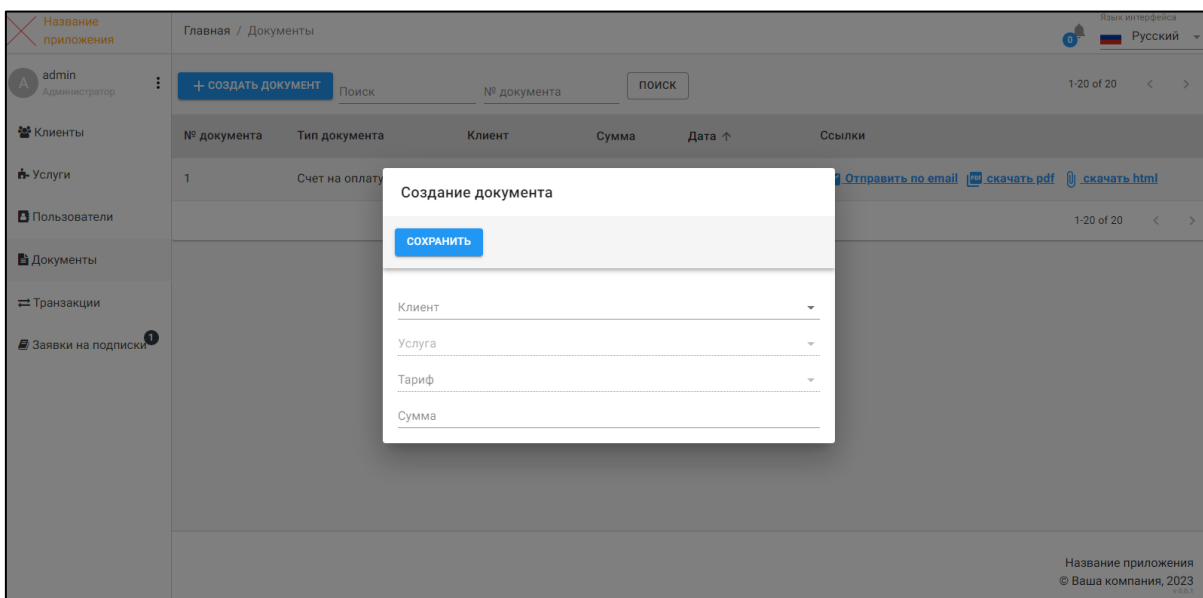 Название
приложения
Главная / Документы
Язык интерфейса
0
Русский
A
admin
Администратор
+ СОЗДАТЬ ДОКУМЕНТ
Поиск
№ документа
ПОИСК
1-20 of 20
Клиенты
Услуги
Пользователи
Документы
Транзакции
Заявки на подписки 1
№ документа Тип документа Клиент Сумма Дата Ссылки
1 Счет на оплату Отправить по email PDF скачать pdf скачать html
1-20 of 20
Создание документа
СОХРАНИТЬ
Клиент
Услуга
Тариф
Сумма
Название приложения
© Ваша компания, 2023